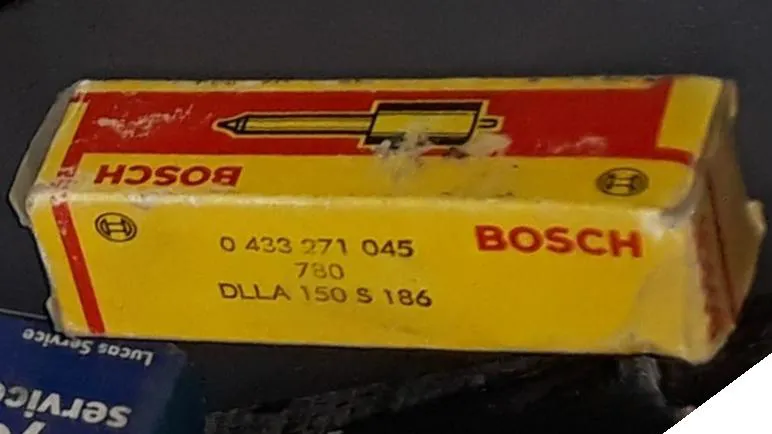 BOSCH
0 433 271 045
BOSCH
780
DLLA 150 S 186
Lucas Service
service